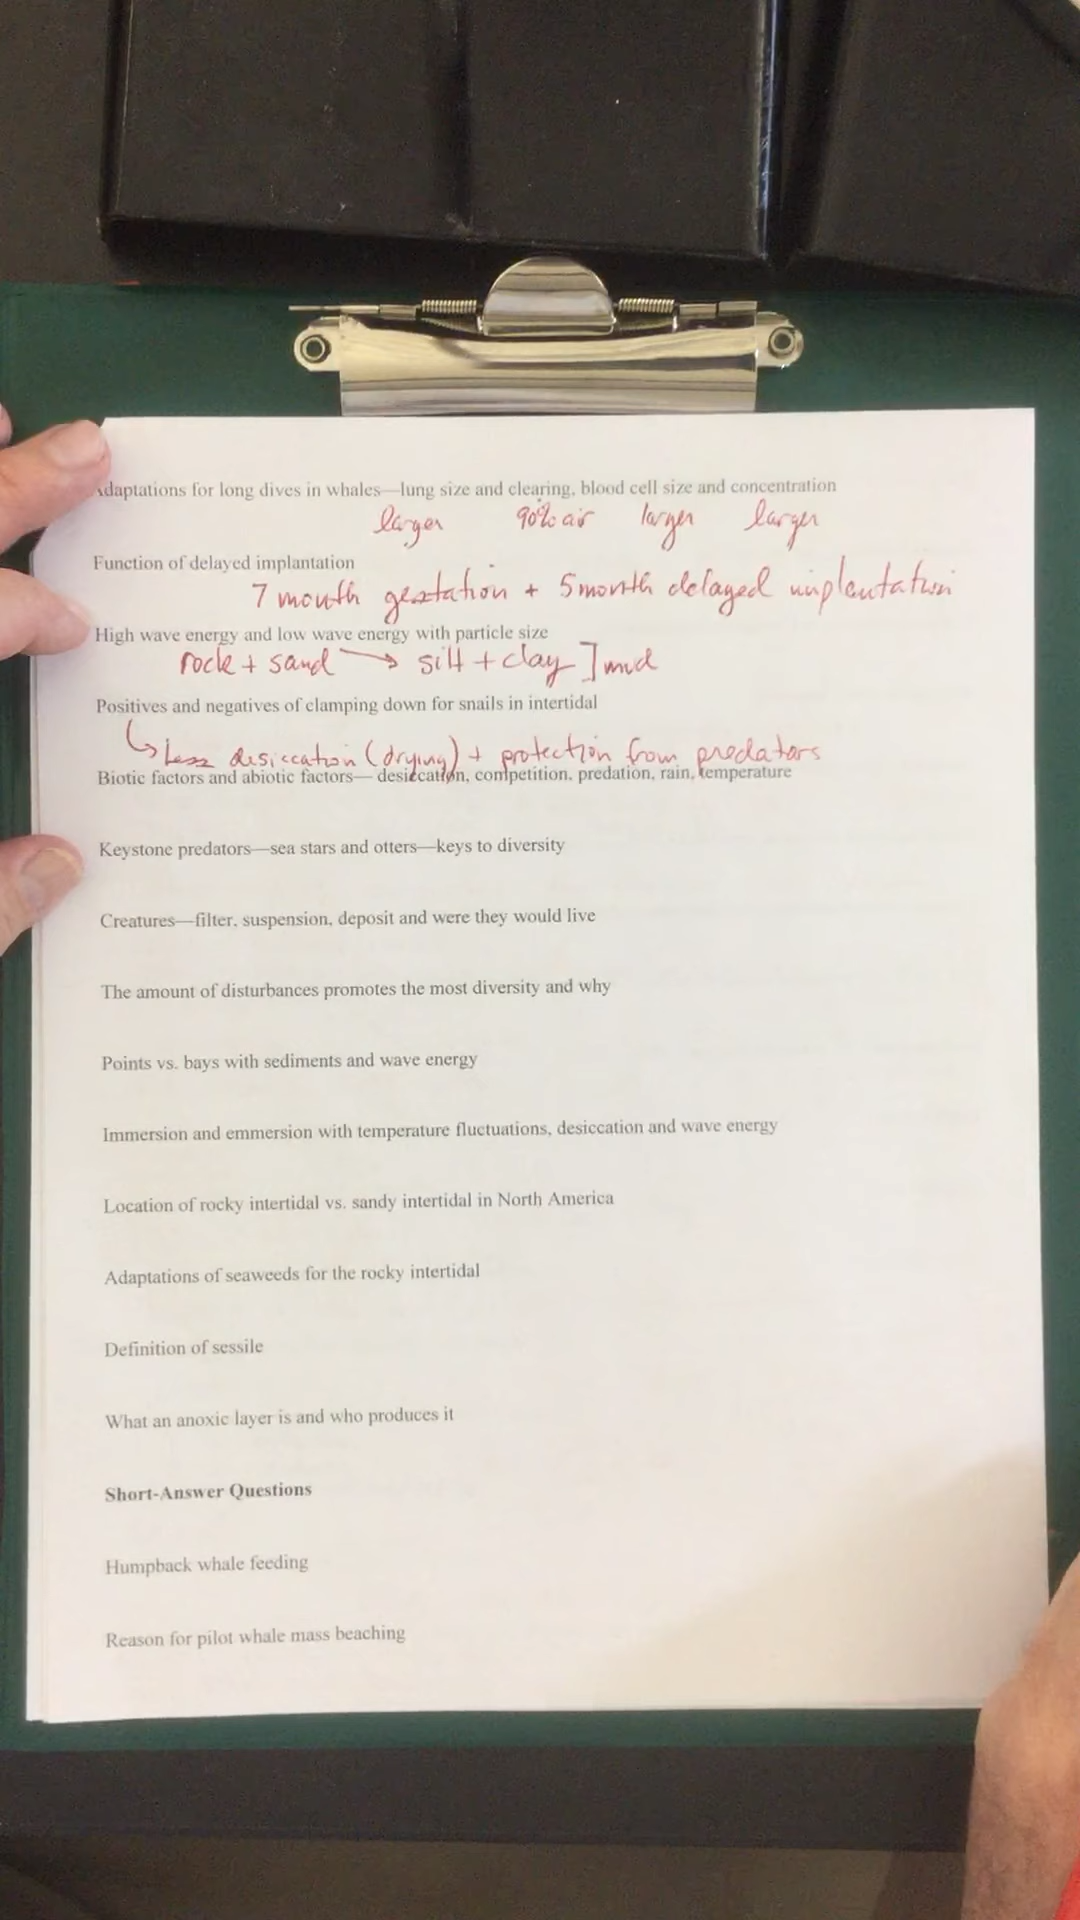 Adaptations for long dives in whales—lung size and clearing, blood cell size and concentration
larger 90% air larger larger
Function of delayed implantation
7 month gestation + 5 month delayed implantation
High wave energy and low wave energy with particle size
rock + sand → silt + clay ] mud
Positives and negatives of clamping down for snails in intertidal
↳ Less desiccation (drying) + protection from predators
Biotic factors and abiotic factors— desiccation, competition, predation, rain, temperature
Keystone predators—sea stars and otters—keys to diversity
Creatures—filter, suspension, deposit and were they would live
The amount of disturbances promotes the most diversity and why
Points vs. bays with sediments and wave energy
Immersion and emmersion with temperature fluctuations, desiccation and wave energy
Location of rocky intertidal vs. sandy intertidal in North America
Adaptations of seaweeds for the rocky intertidal
Definition of sessile
What an anoxic layer is and who produces it
Short-Answer Questions
Humpback whale feeding
Reason for pilot whale mass beaching